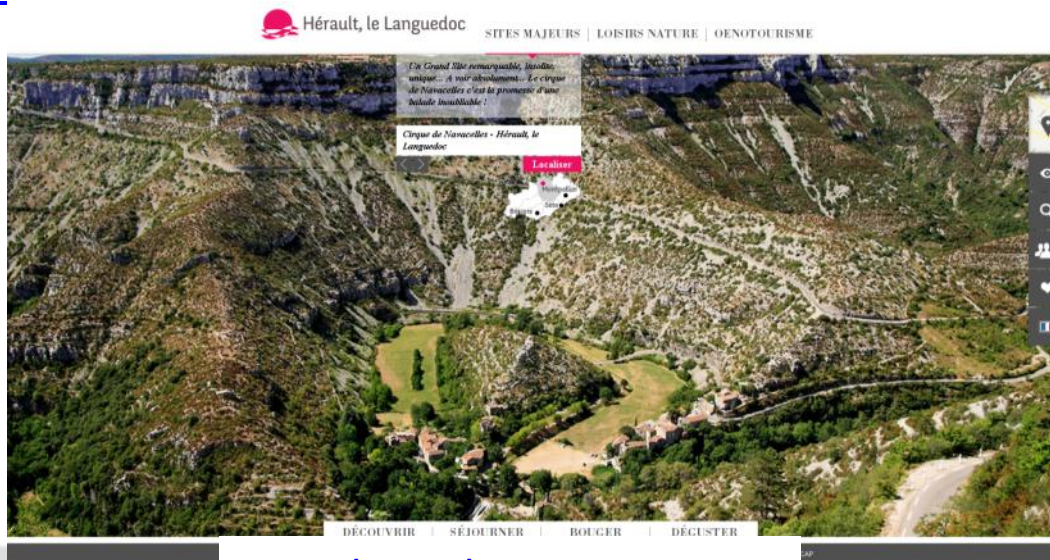 Hérault, le Languedoc
SITES MAJEURS | LOISIRS NATURE | OENOTOURISME
Un Grand Site remarquable, insolite,
unique... A voir absolument... Le cirque
de Navacelles c'est la promesse d'une
balade inoubliable !
Cirque de Navacelles - Hérault, le
Languedoc
Localiser
Montpellier
Sète
Béziers
DÉCOUVRIR | SÉJOURNER | BOUGER | DÉGUSTER